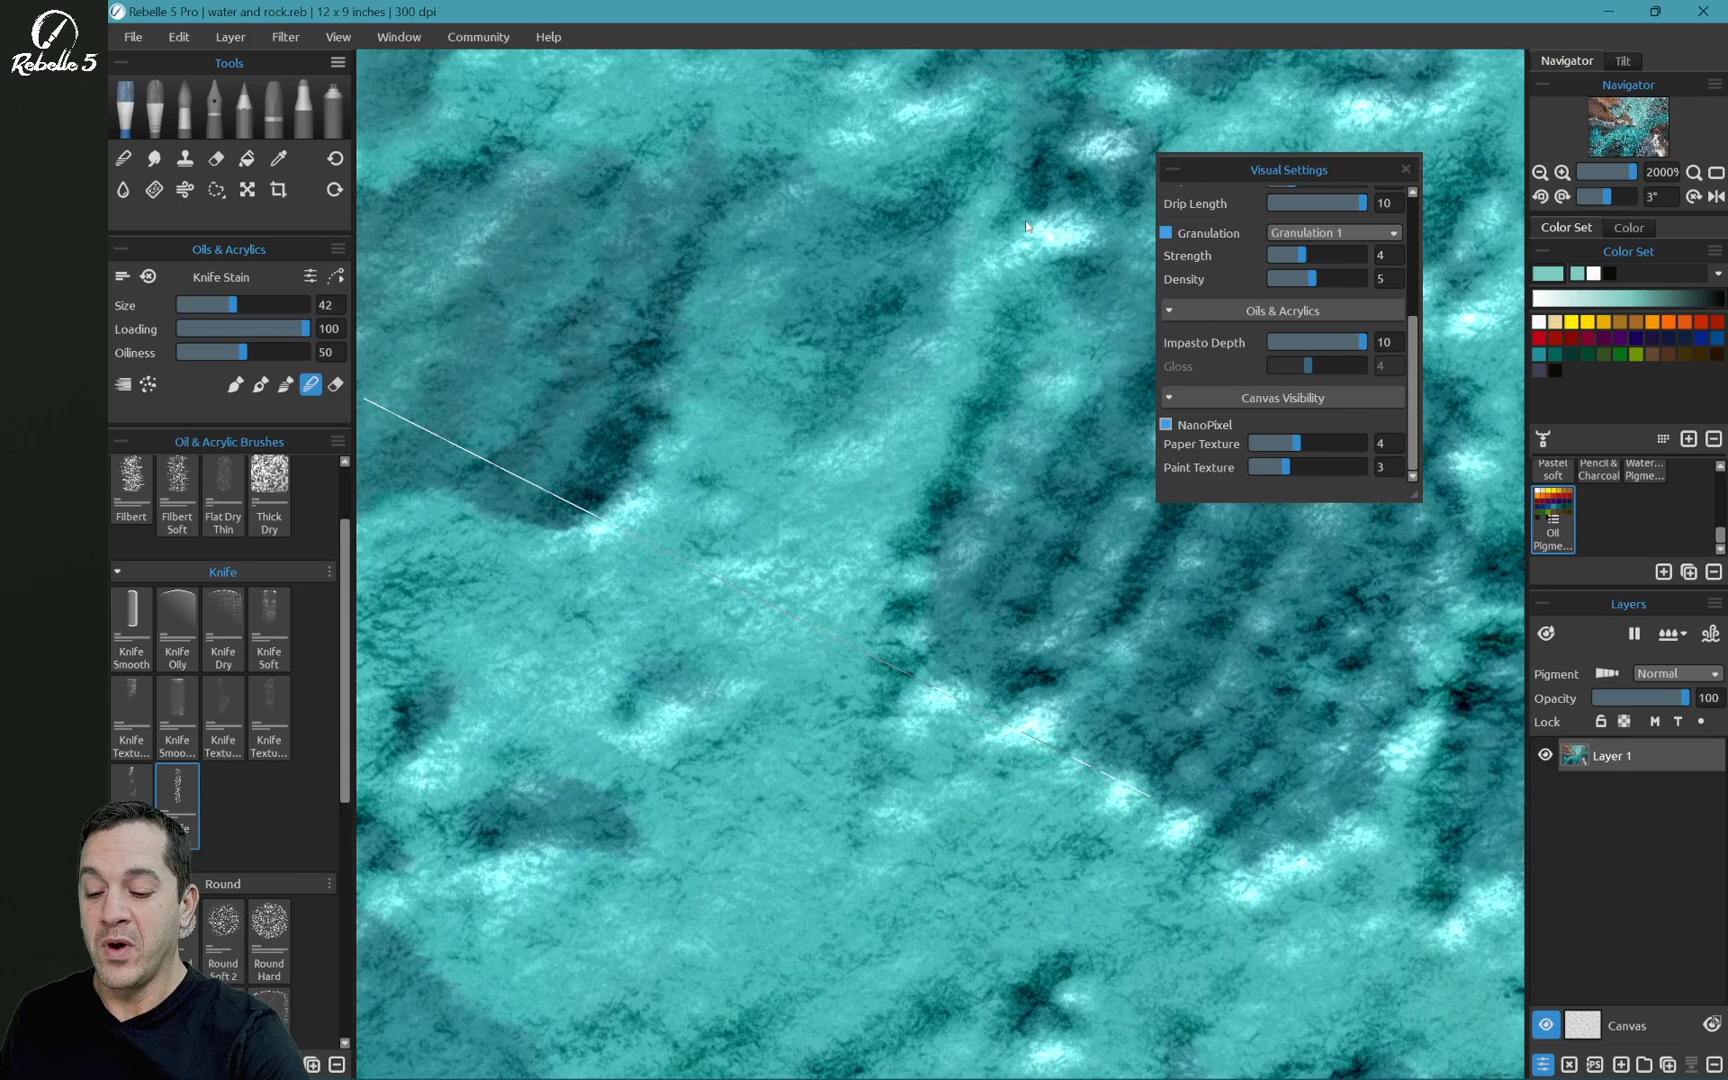 Rebelle 5
Rebelle 5 Pro | water and rock.reb | 12 x 9 inches | 300 dpi
File Edit Layer Filter View Window Community Help
Tools
Oils & Acrylics
Knife Stain
Size 42
Loading 100
Oiliness 50
Oil & Acrylic Brushes
Filbert
Filbert Soft
Flat Dry Thin
Thick Dry
Knife
Knife Smooth
Knife Oily
Knife Dry
Knife Soft
Knife Textu...
Knife Smoo...
Knife Textu...
Knife Textu...
Round
Round Soft 2
Round Hard
Visual Settings
Drip Length 10
Granulation Granulation 1
Strength 4
Density 5
Oils & Acrylics
Impasto Depth 10
Gloss 4
Canvas Visibility
NanoPixel
Paper Texture 4
Paint Texture 3
Navigator Tilt
Navigator
2000%
3°
Color Set Color
Color Set
Pastel soft
Pencil & Charcoal
Water... Pigme...
Oil Pigme...
Layers
Pigment Normal
Opacity 100
Lock M T
Layer 1
Canvas
PS